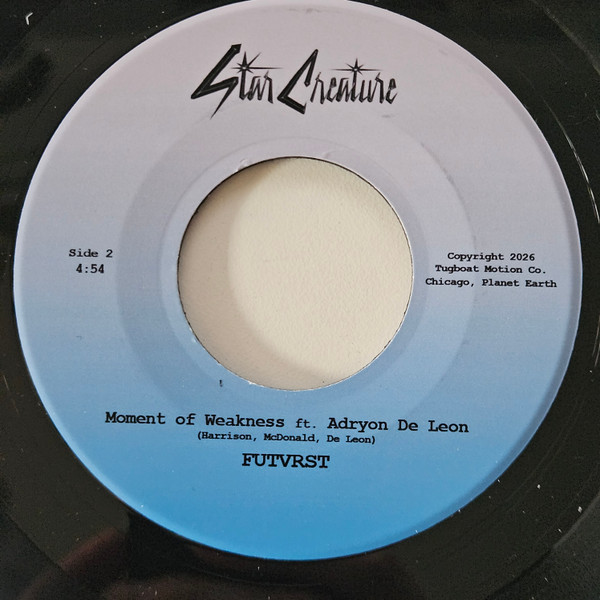 Star Creature
Side 2
4:54
Copyright 2026
Tugboat Motion Co.
Chicago, Planet Earth
Moment of Weakness ft. Adryon De Leon
(Harrison, McDonald, De Leon)
FUTVRST